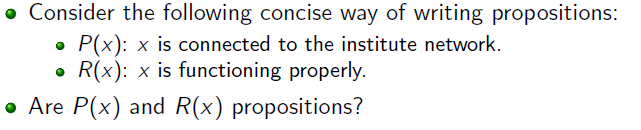 Consider the following concise way of writing propositions:
P(x): x is connected to the institute network.
R(x): x is functioning properly.
Are P(x) and R(x) propositions?